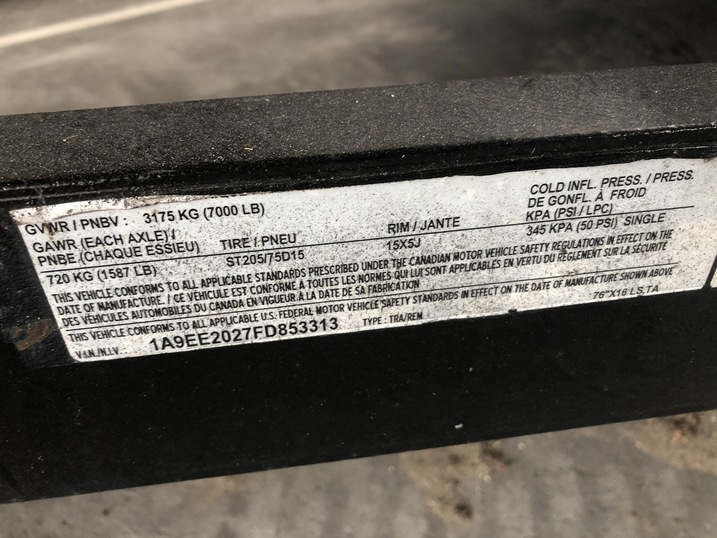 GVWR / PNBV : 3175 KG (7000 LB)
GAWR (EACH AXLE) /
PNBE (CHAQUE ESSIEU) TIRE / PNEU RIM / JANTE COLD INFL. PRESS. / PRESS.
DE GONFL. À FROID
KPA (PSI / LPC)
720 KG (1587 LB) ST205/75D15 15X5J 345 KPA (50 PSI) SINGLE
THIS VEHICLE CONFORMS TO ALL APPLICABLE STANDARDS PRESCRIBED UNDER THE CANADIAN MOTOR VEHICLE SAFETY REGULATIONS IN EFFECT ON THE
DATE OF MANUFACTURE. / CE VÉHICULE EST CONFORME À TOUTES LES NORMES QUI LUI SONT APPLICABLES EN VERTU DU RÈGLEMENT SUR LA SÉCURITÉ
DES VÉHICULES AUTOMOBILES DU CANADA EN VIGUEUR À LA DATE DE SA FABRICATION
THIS VEHICLE CONFORMS TO ALL APPLICABLE U.S. FEDERAL MOTOR VEHICLE SAFETY STANDARDS IN EFFECT ON THE DATE OF MANUFACTURE SHOWN ABOVE
V.I.N./N.I.V. : 1A9EE2027FD853313 TYPE : TRA/REM 76"X16 LS,TA